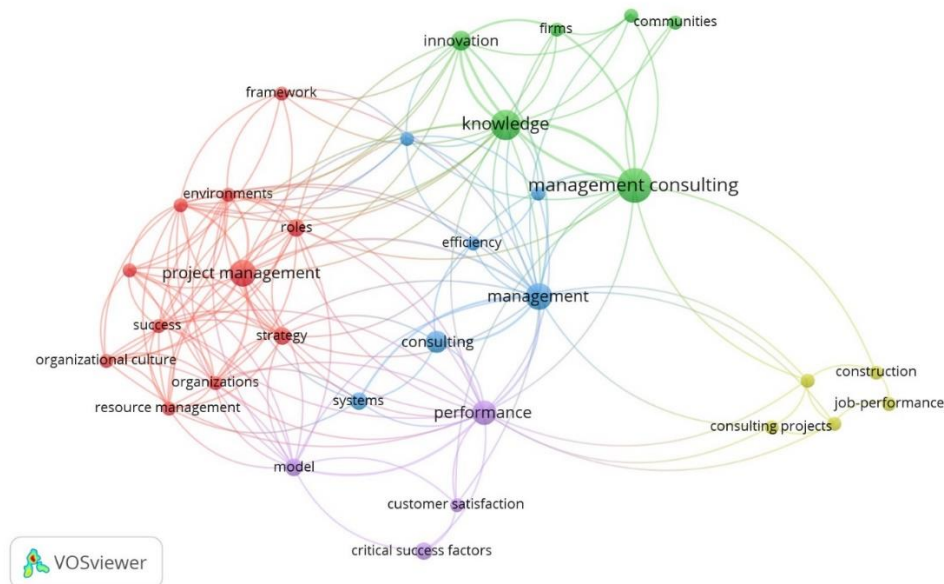 communities
firms
innovation
framework
knowledge
management consulting
environments
roles
efficiency
project management
management
success
strategy
consulting
organizational culture
construction
organizations
systems
resource management
job-performance
performance
consulting projects
model
customer satisfaction
critical success factors
VOSviewer